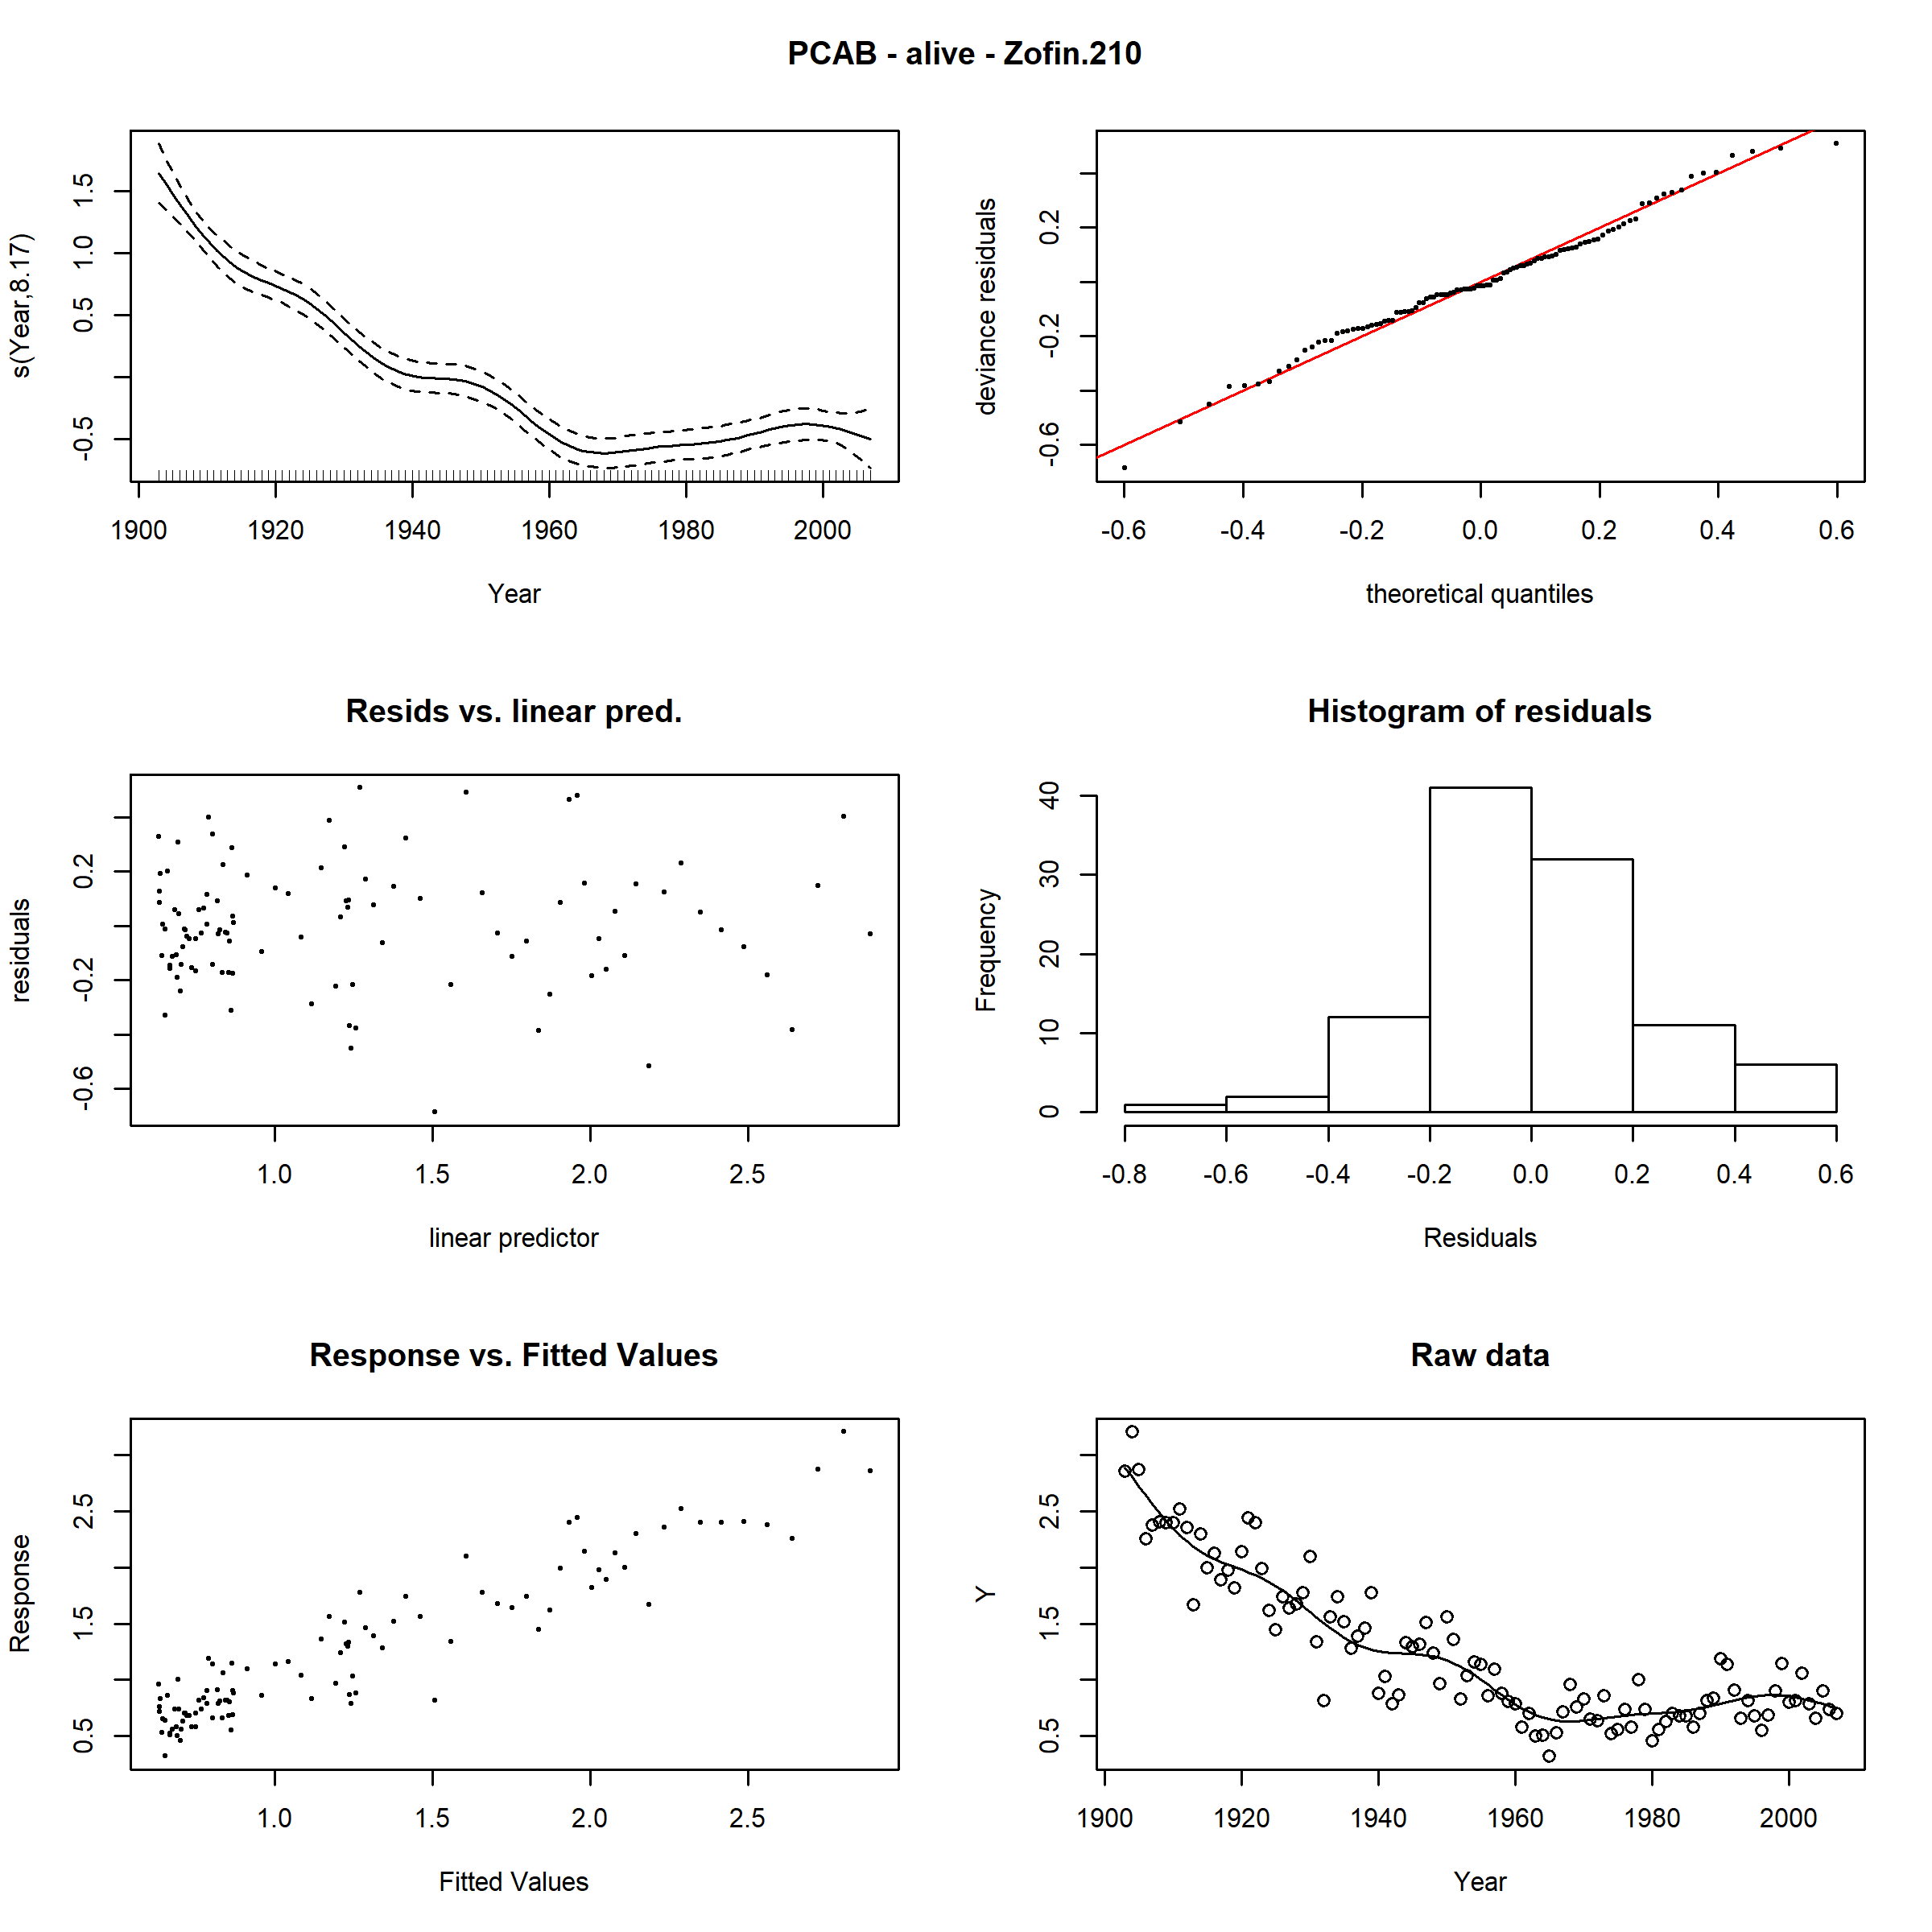 PCAB - alive - Zofin.210
s(Year,8.17)
-0.5 0.5 1.0 1.5
1900 1920 1940 1960 1980 2000
Year
deviance residuals
-0.6 -0.2 0.2
-0.6 -0.4 -0.2 0.0 0.2 0.4 0.6
theoretical quantiles
Resids vs. linear pred.
residuals
-0.6 -0.2 0.2
1.0 1.5 2.0 2.5
linear predictor
Histogram of residuals
Frequency
0 10 20 30 40
-0.8 -0.6 -0.4 -0.2 0.0 0.2 0.4 0.6
Residuals
Response vs. Fitted Values
Response
0.5 1.5 2.5
1.0 1.5 2.0 2.5
Fitted Values
Raw data
Y
0.5 1.5 2.5
1900 1920 1940 1960 1980 2000
Year